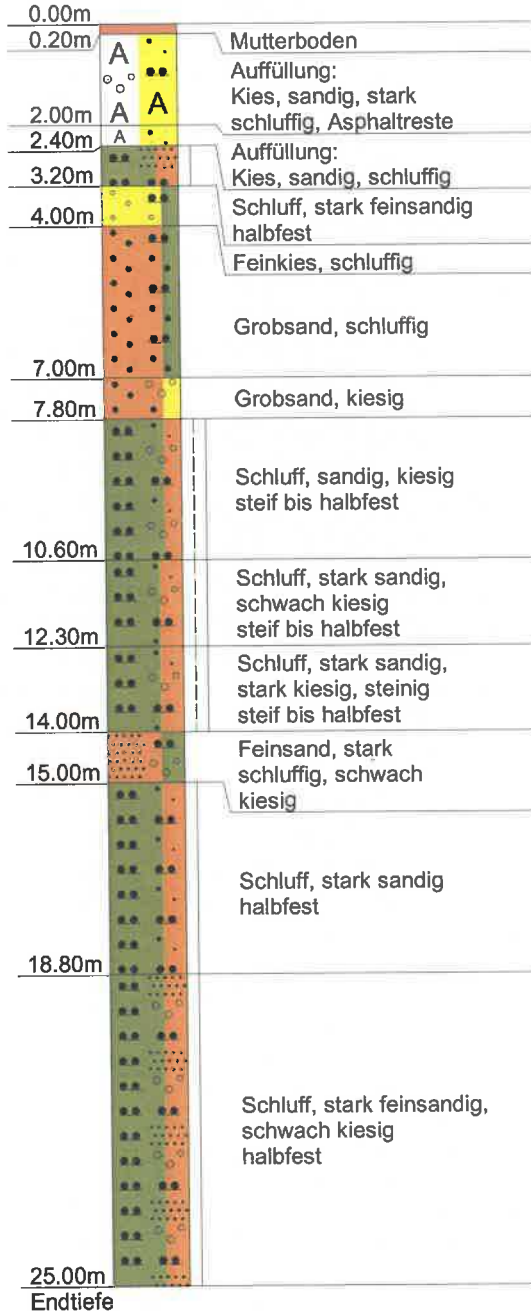 0.00m
0.20m
Mutterboden
A A
Auffüllung:
Kies, sandig, stark
schluffig, Asphaltreste
A
2.00m
A
2.40m
Auffüllung:
Kies, sandig, schluffig
3.20m
Schluff, stark feinsandig
halbfest
4.00m
Feinkies, schluffig
Grobsand, schluffig
7.00m
Grobsand, kiesig
7.80m
Schluff, sandig, kiesig
steif bis halbfest
10.60m
Schluff, stark sandig,
schwach kiesig
steif bis halbfest
12.30m
Schluff, stark sandig,
stark kiesig, steinig
steif bis halbfest
14.00m
Feinsand, stark
schluffig, schwach
kiesig
15.00m
Schluff, stark sandig
halbfest
18.80m
Schluff, stark feinsandig,
schwach kiesig
halbfest
25.00m
Endtiefe